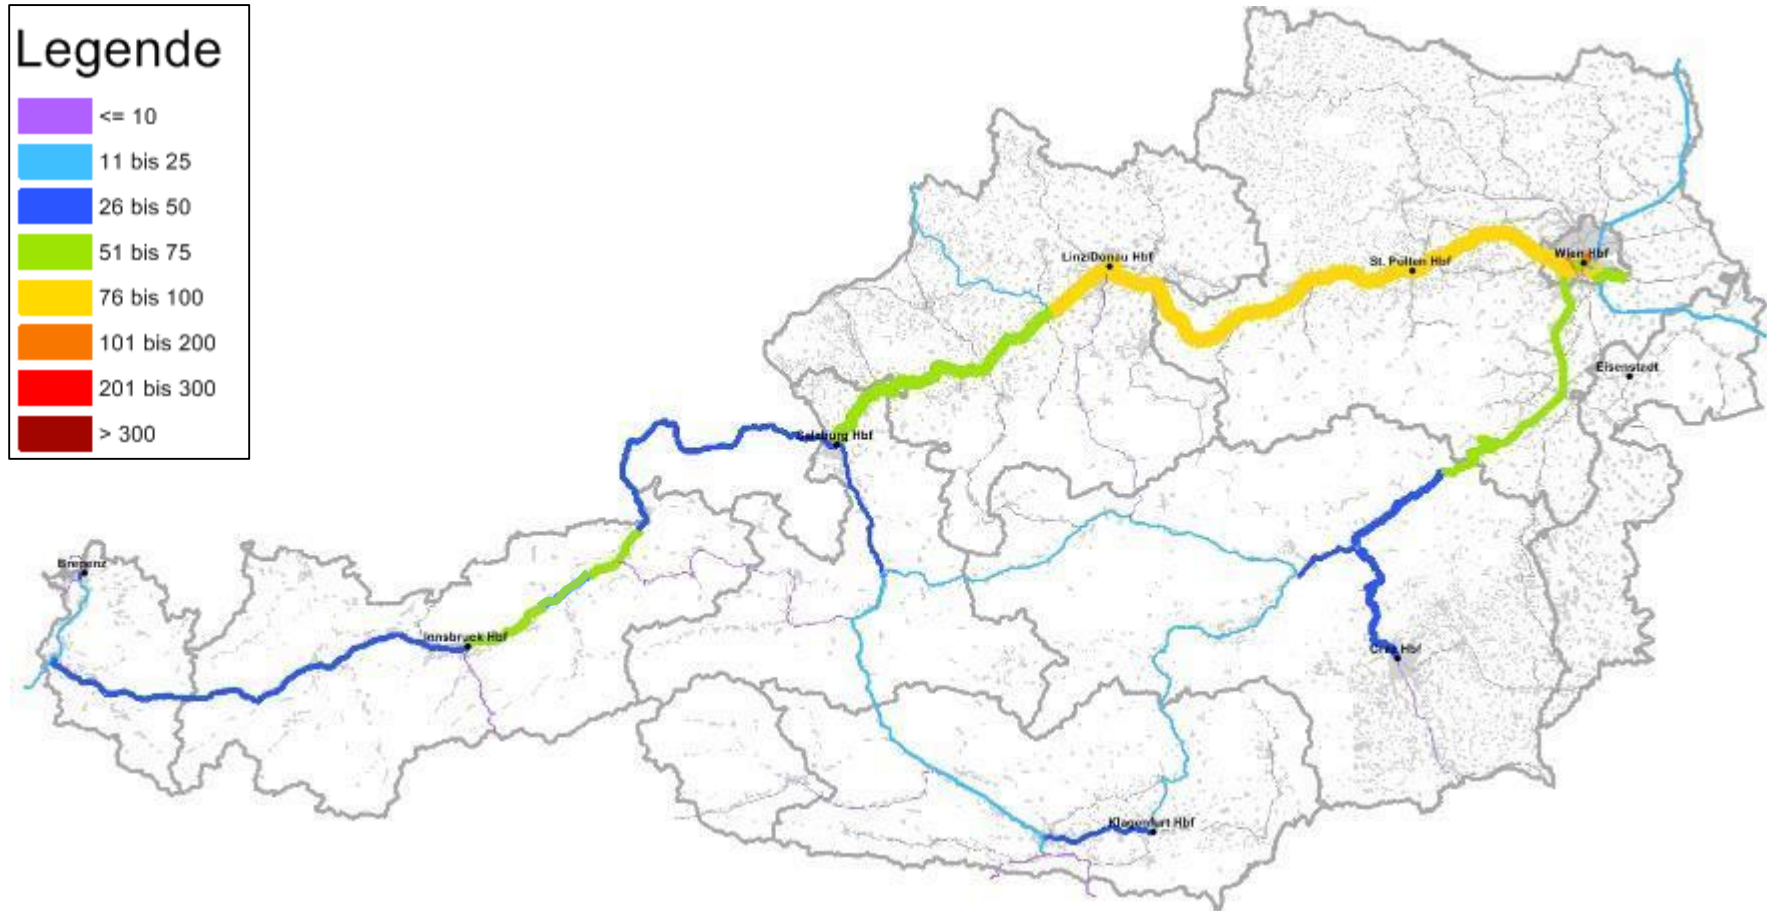 Legende
<= 10
11 bis 25
26 bis 50
51 bis 75
76 bis 100
101 bis 200
201 bis 300
> 300
Linz/Donau Hbf
St. Pölten Hbf
Wien Hbf
Eisenstadt
Salzburg Hbf
Bregenz
Innsbruck Hbf
Graz Hbf
Klagenfurt Hbf